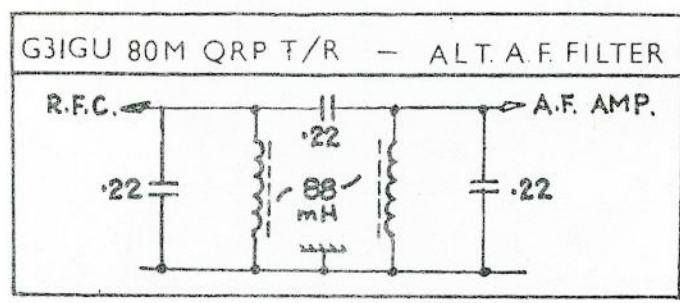 G3IGU 80M QRP T/R – ALT. A.F. FILTER
R.F.C.
A.F. AMP.
.22
.22
88
mH
.22